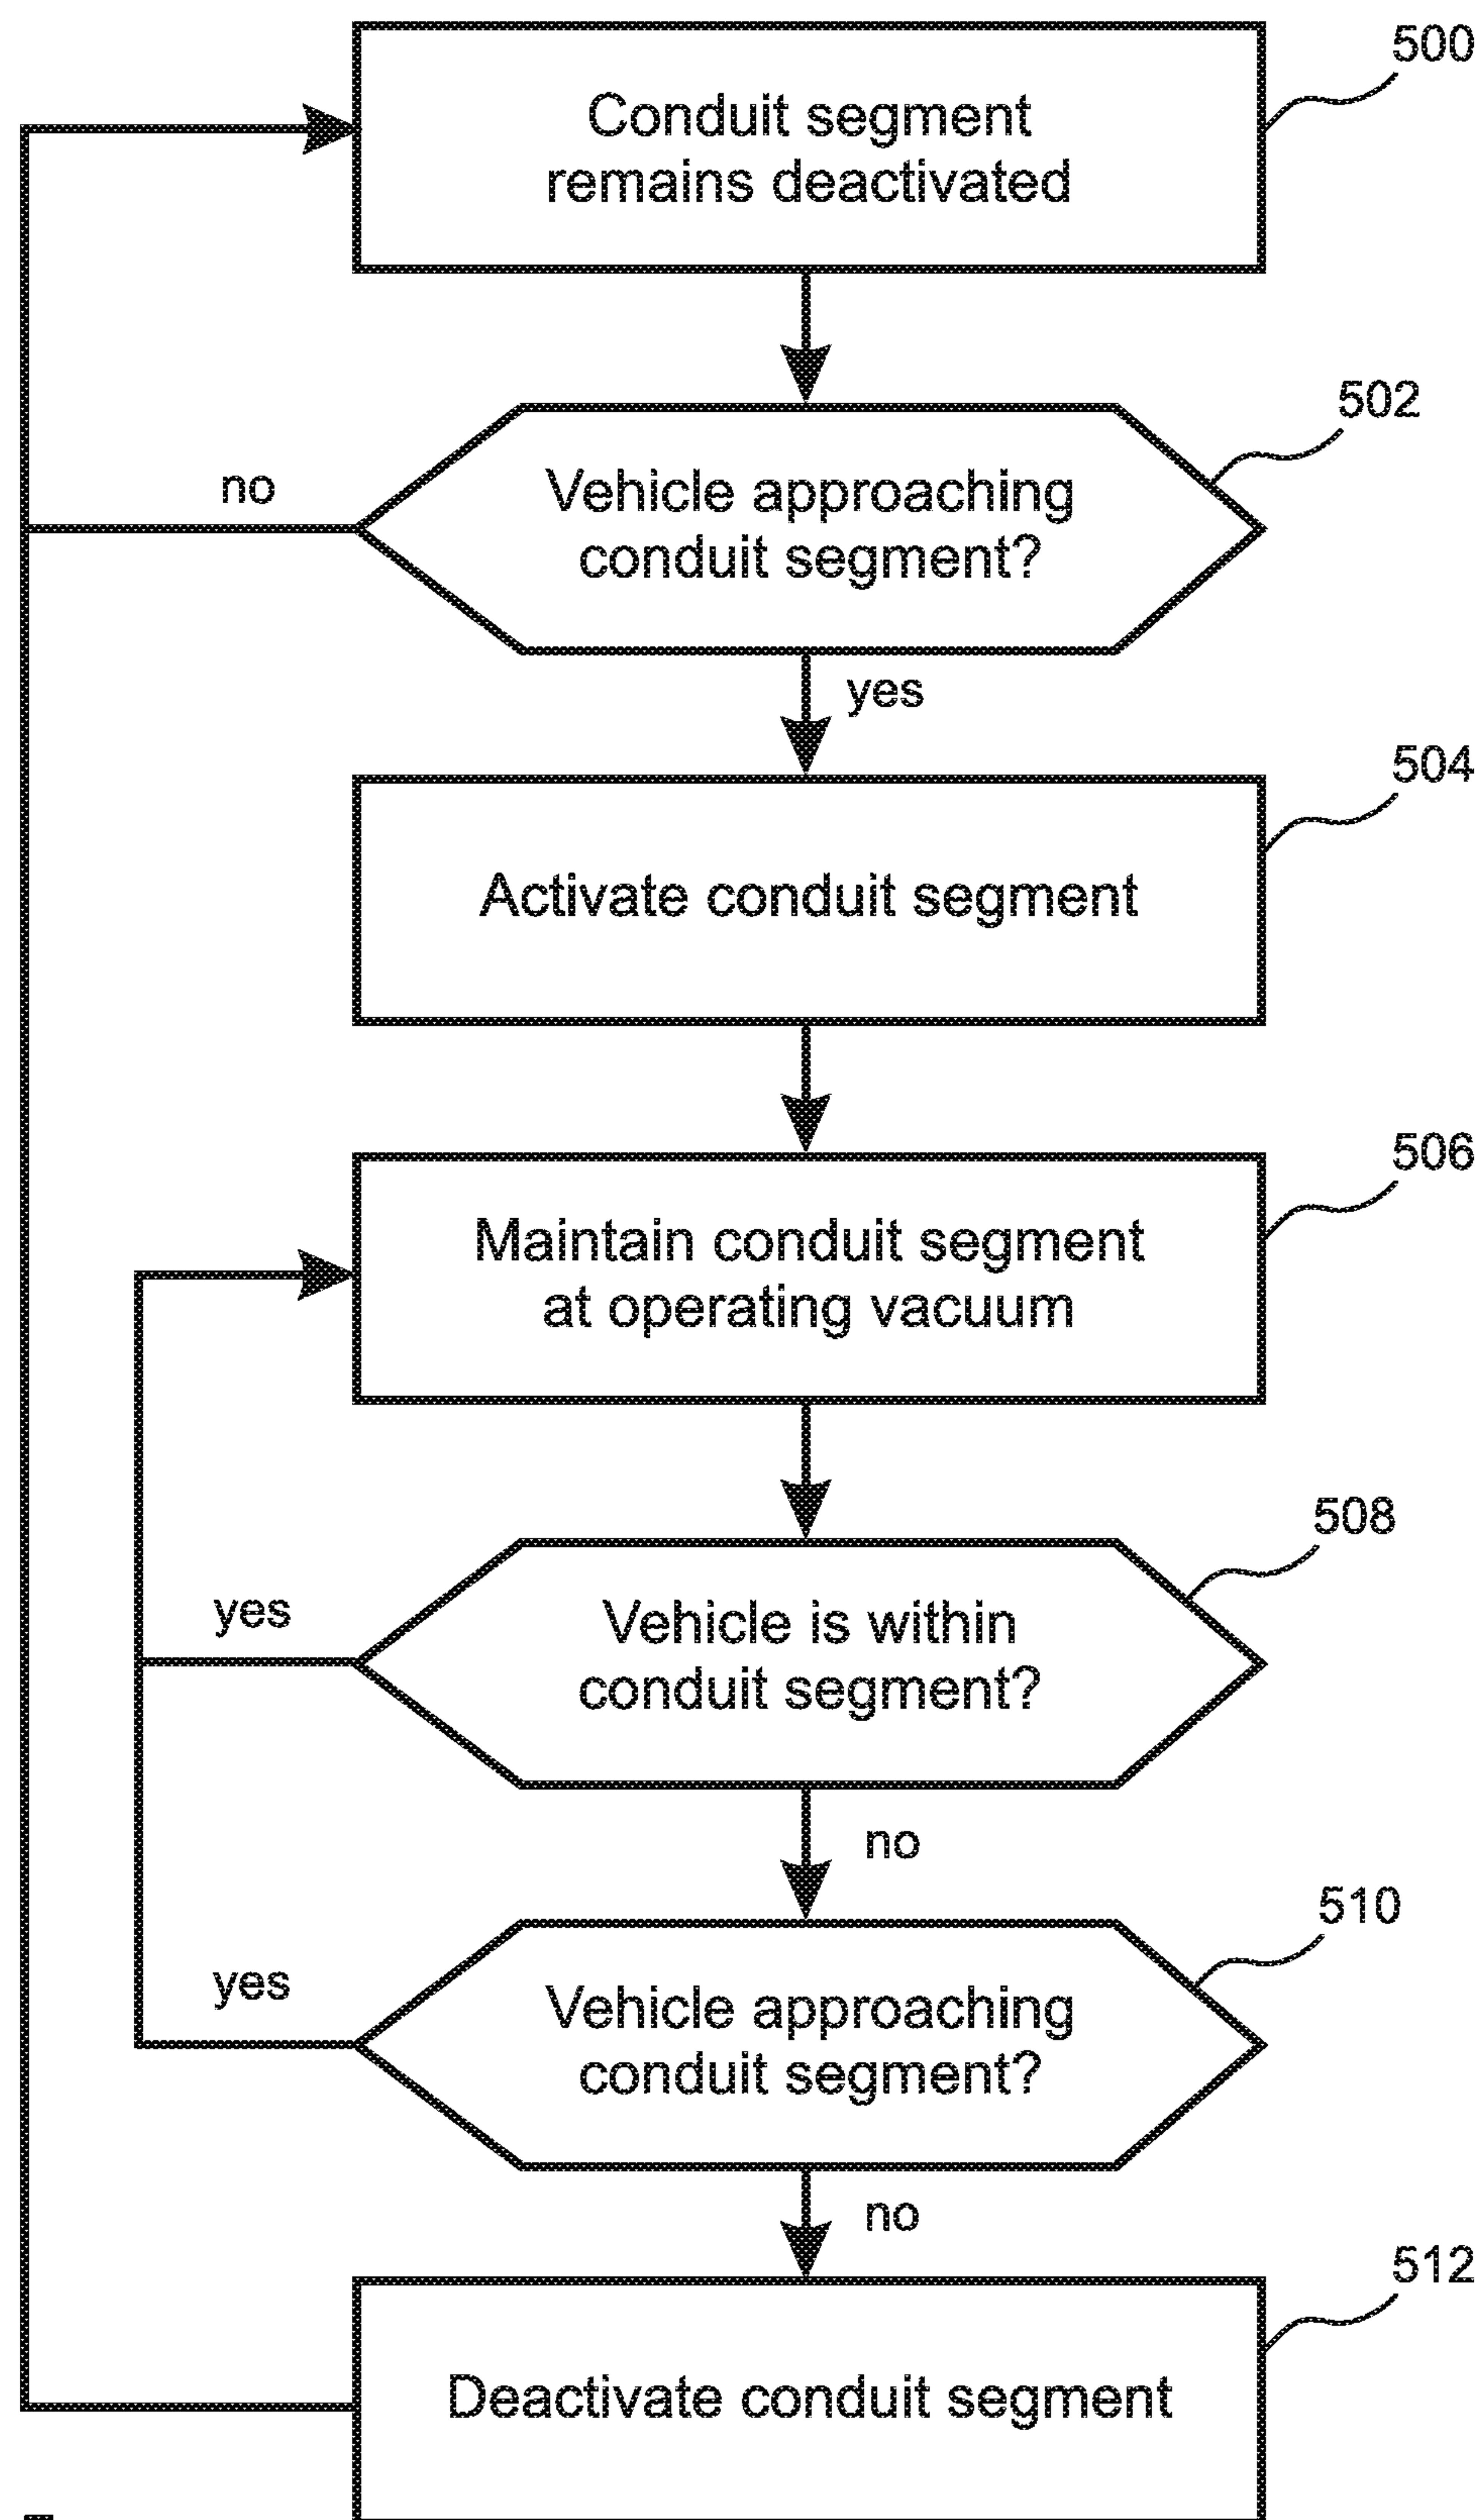 500
Conduit segment
remains deactivated
502
no
Vehicle approaching
conduit segment?
yes
504
Activate conduit segment
506
Maintain conduit segment
at operating vacuum
508
yes
Vehicle is within
conduit segment?
no
510
yes
Vehicle approaching
conduit segment?
no
512
Deactivate conduit segment